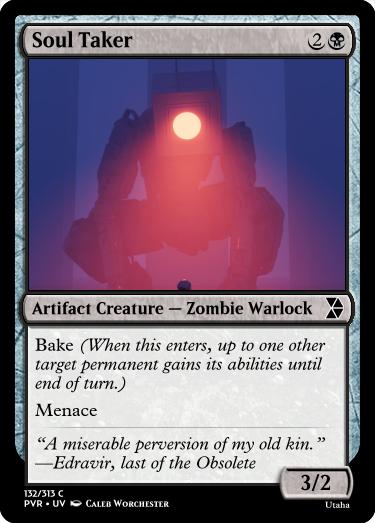 Soul Taker 2
Artifact Creature — Zombie Warlock
Bake (When this enters, up to one other
target permanent gains its abilities until
end of turn.)
Menace
“A miserable perversion of my old kin.”
—Edravir, last of the Obsolete
3/2
132/313 C
PVR • UV Caleb Worchester
Utaha